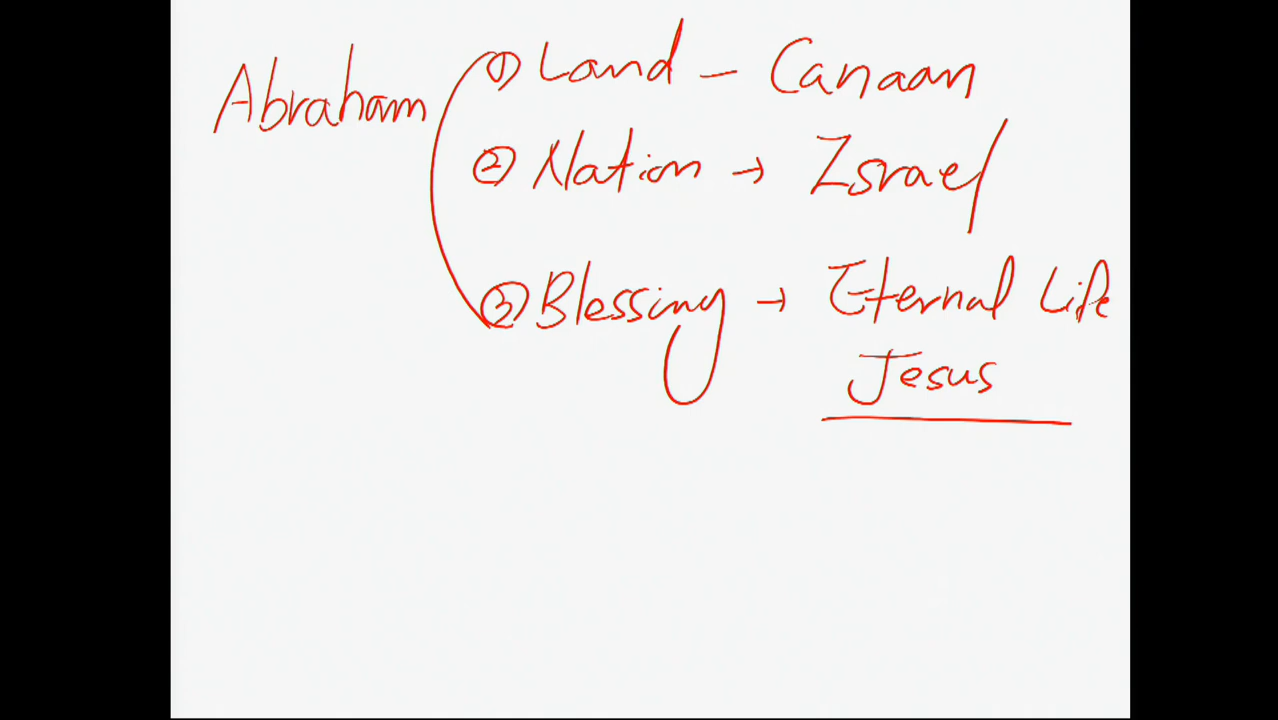 Abraham ① Land - Canaan
② Nation → Israel
③ Blessing → Eternal Life
Jesus